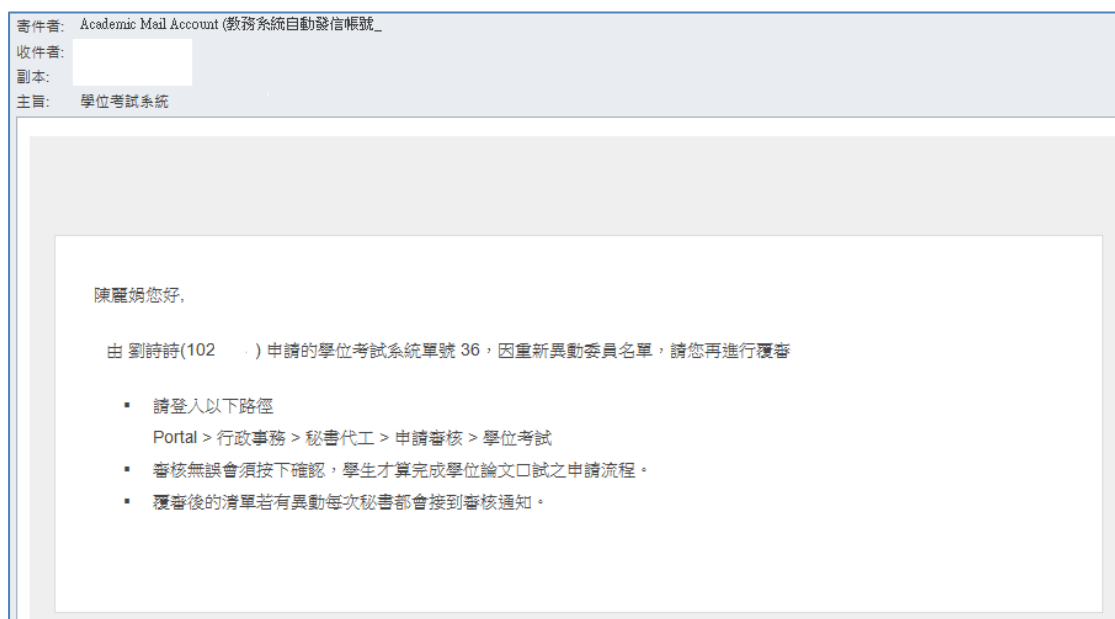 寄件者: Academic Mail Account (教務系統自動發信帳號_
收件者:
副本:
主旨: 學位考試系統
陳麗娟您好,
由 劉詩詩(102 ) 申請的學位考試系統單號 36，因重新異動委員名單，請您再進行覆審
▪ 請登入以下路徑
Portal > 行政事務 > 秘書代工 > 申請審核 > 學位考試
▪ 審核無誤會須按下確認，學生才算完成學位論文口試之申請流程。
▪ 覆審後的清單若有異動每次秘書都會接到審核通知。